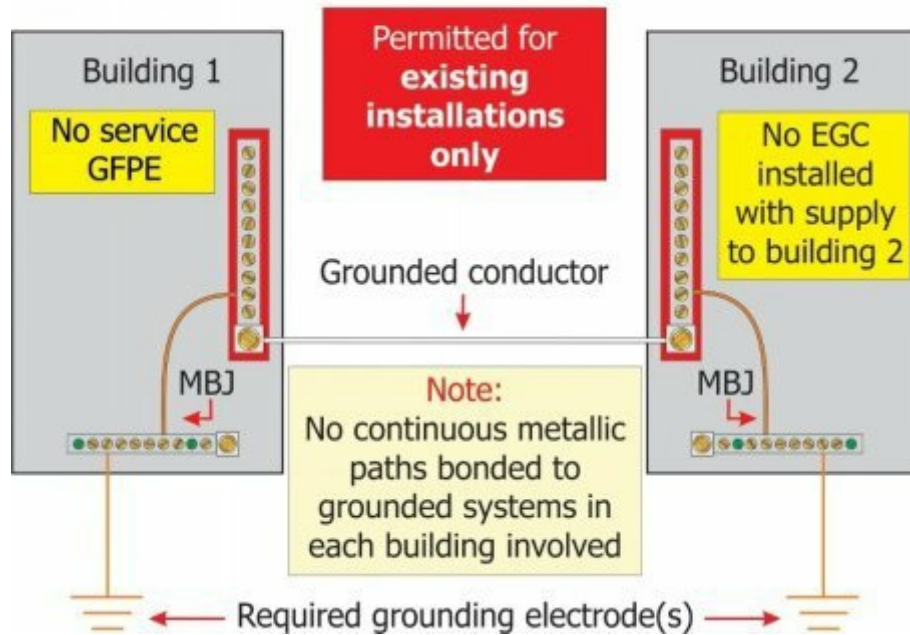 Building 1
No service
GFPE
Permitted for
existing
installations
only
Building 2
No EGC
installed
with supply
to building 2
Grounded conductor
MBJ
MBJ
Note:
No continuous metallic
paths bonded to
grounded systems in
each building involved
Required grounding electrode(s)